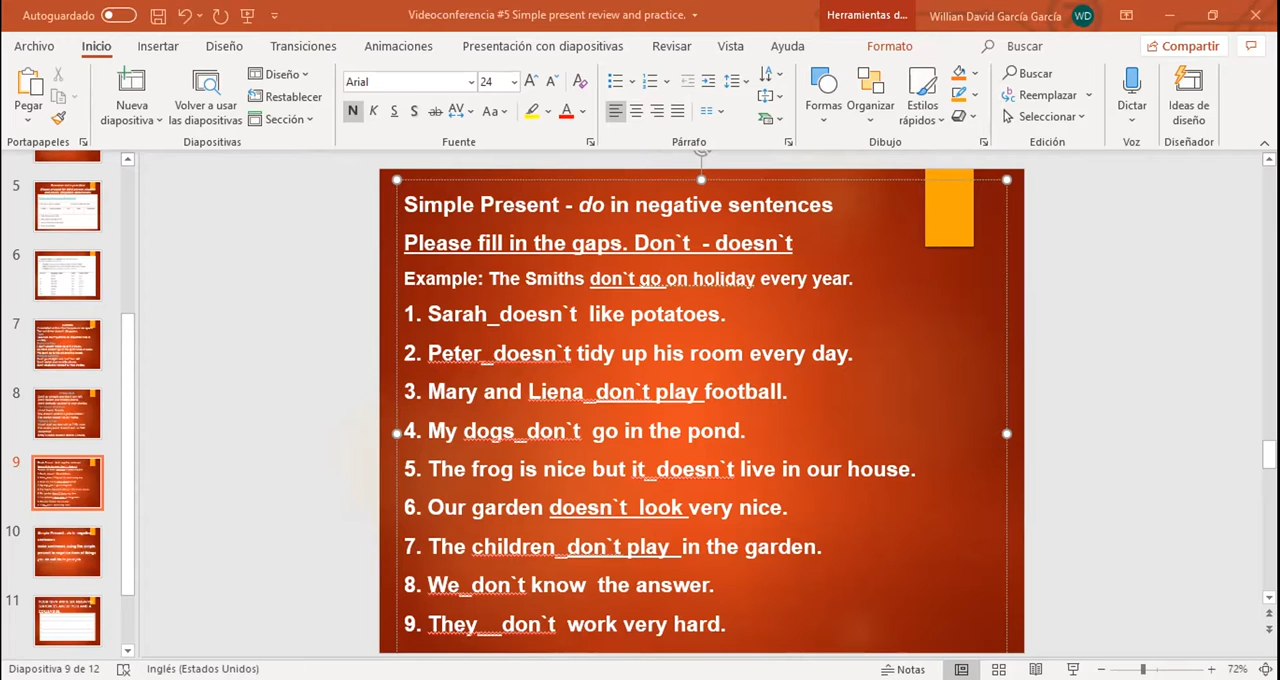 Autoguardado
Videoconferencia #5 Simple present review and practice.
Herramientas d...
Willian David García García
WD
Archivo Inicio Insertar Diseño Transiciones Animaciones Presentación con diapositivas Revisar Vista Ayuda Formato Buscar Compartir
Pegar
Nueva diapositiva
Volver a usar las diapositivas
Diseño
Restablecer
Sección
Arial 24
N K S S ab AV Aa A
Formas Organizar Estilos rápidos
Buscar
Reemplazar
Seleccionar
Dictar
Ideas de diseño
Portapapeles Diapositivas Fuente Párrafo Dibujo Edición Voz Diseñador
5
6
7
8
9
10
11
Simple Present - do in negative sentences
Please fill in the gaps. Don`t - doesn`t
Example: The Smiths don`t go on holiday every year.
1. Sarah_doesn`t like potatoes.
2. Peter_doesn`t tidy up his room every day.
3. Mary and Liena_don`t play football.
4. My dogs_don`t go in the pond.
5. The frog is nice but it_doesn`t live in our house.
6. Our garden doesn`t look very nice.
7. The children_don`t play_in the garden.
8. We_don`t know the answer.
9. They__don`t work very hard.
Diapositiva 9 de 12 Inglés (Estados Unidos) Notas 72%